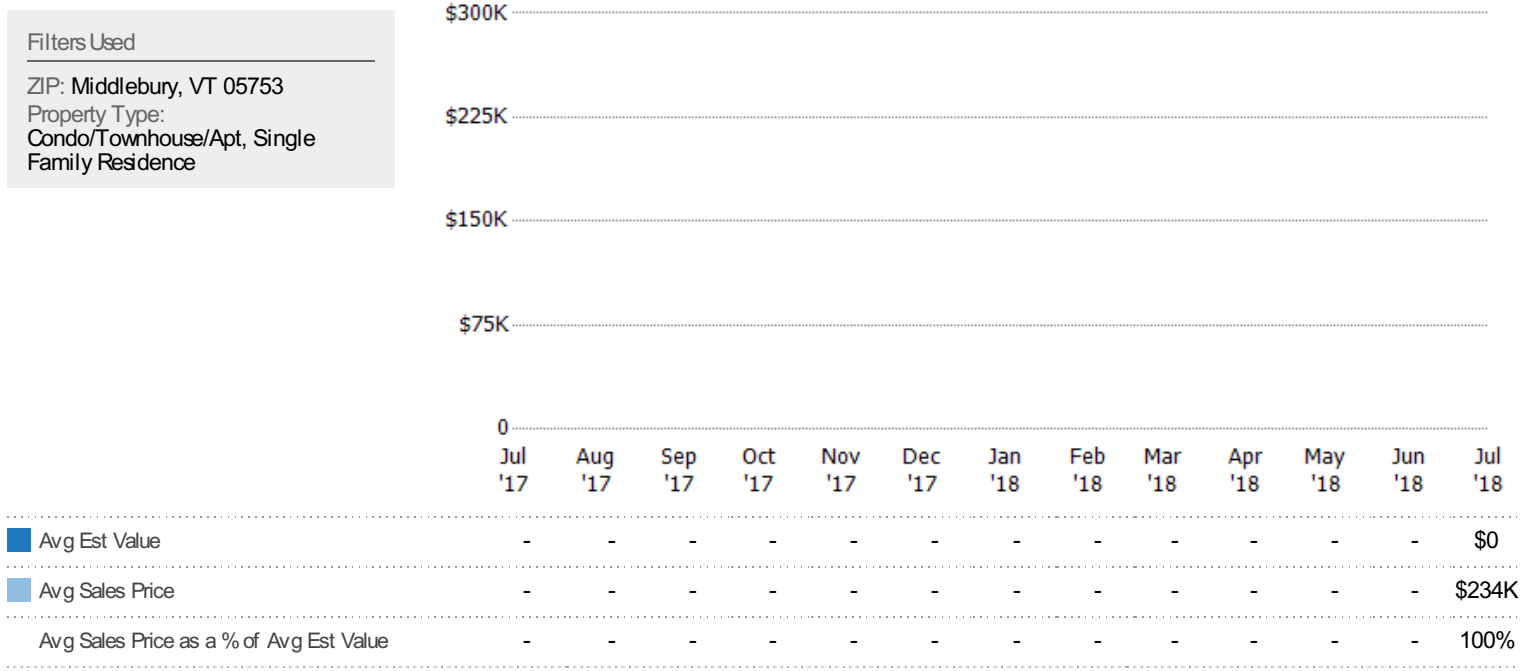 Filters Used
ZIP: Middlebury, VT 05753
Property Type:
Condo/Townhouse/Apt, Single
Family Residence
$300K
$225K
$150K
$75K
0
Jul Aug Sep Oct Nov Dec Jan Feb Mar Apr May Jun Jul
'17 '17 '17 '17 '17 '17 '18 '18 '18 '18 '18 '18 '18
Avg Est Value - - - - - - - - - - - - $0
Avg Sales Price - - - - - - - - - - - - $234K
Avg Sales Price as a % of Avg Est Value - - - - - - - - - - - - 100%